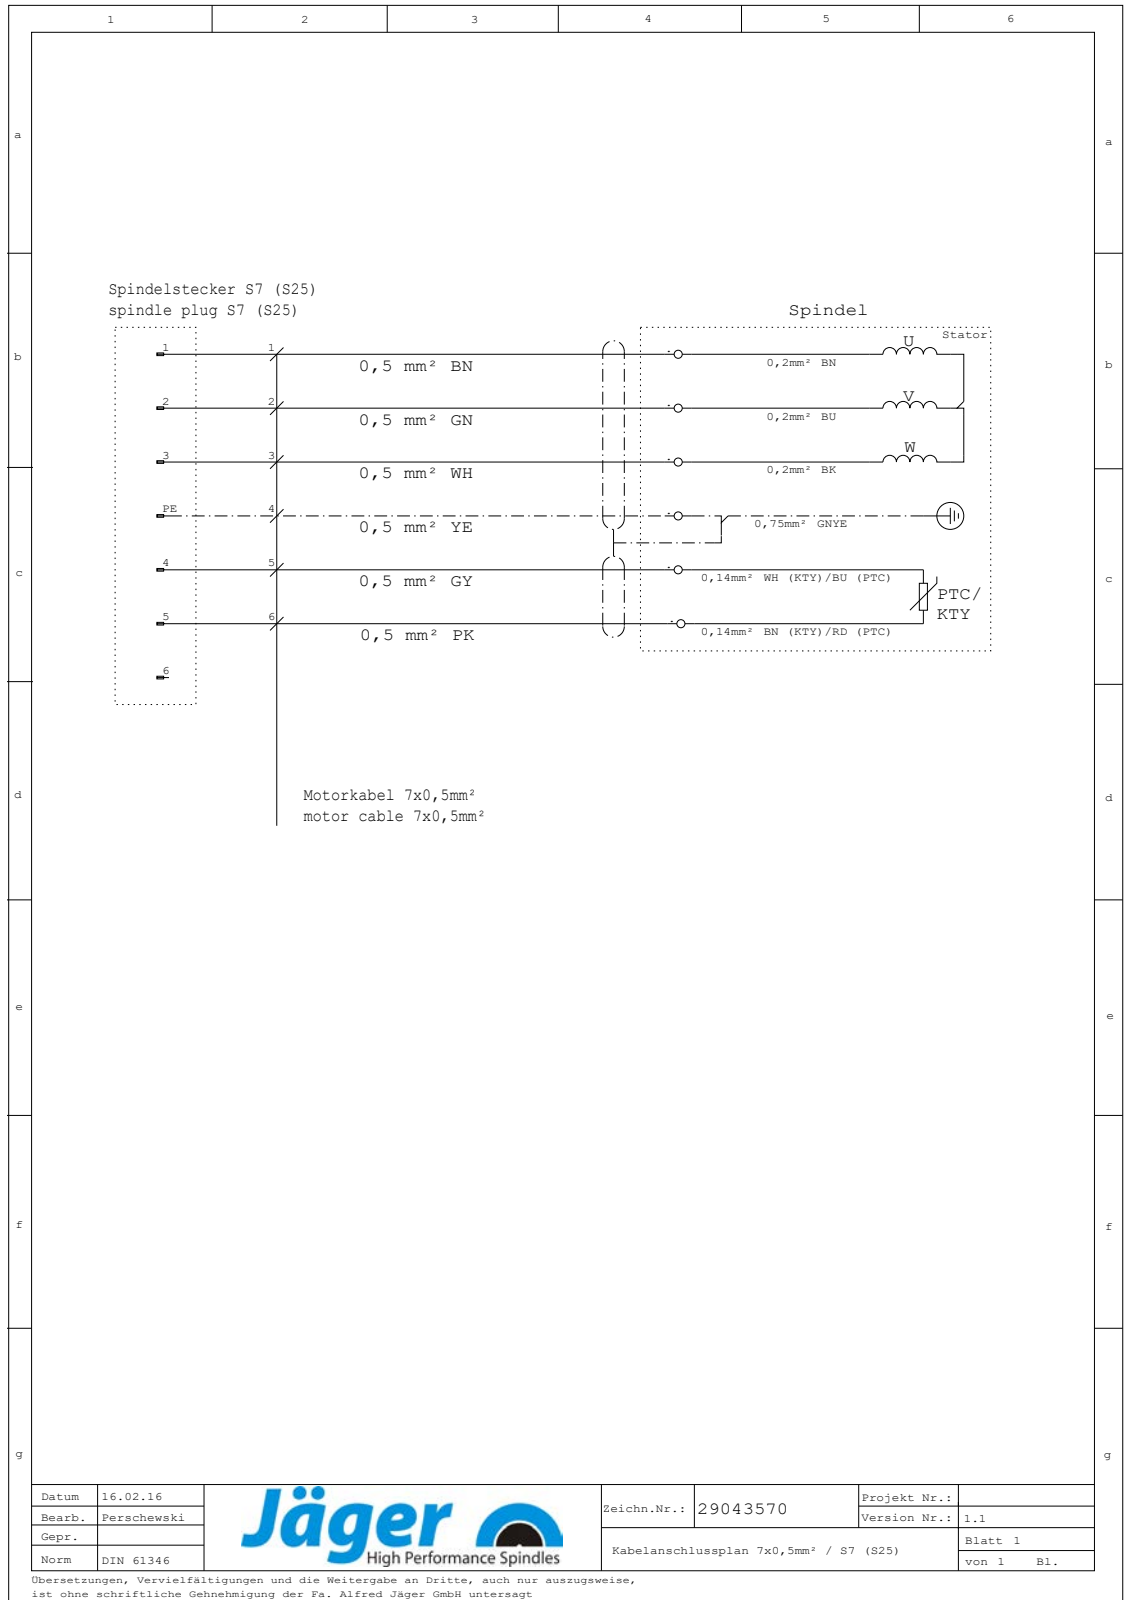 1 2 3 4 5 6
a a
Spindelstecker S7 (S25)
spindle plug S7 (S25)
Spindel
Stator
b b
1 1 0,5 mm² BN 0,2mm² BN U
2 2 0,5 mm² GN 0,2mm² BU V
3 3 0,5 mm² WH 0,2mm² BK W
PE 4 0,5 mm² YE 0,75mm² GNYE
c c
4 5 0,5 mm² GY 0,14mm² WH (KTY)/BU (PTC)
PTC/
KTY
5 6 0,5 mm² PK 0,14mm² BN (KTY)/RD (PTC)
6
d d
Motorkabel 7x0,5mm²
motor cable 7x0,5mm²
e e
f f
g g
Datum 16.02.16
Bearb. Perschewski
Gepr.
Norm DIN 61346
Jäger
High Performance Spindles
Zeichn.Nr.: 29043570
Projekt Nr.:
Version Nr.: 1.1
Kabelanschlussplan 7x0,5mm² / S7 (S25)
Blatt 1
von 1 Bl.
Übersetzungen, Vervielfältigungen und die Weitergabe an Dritte, auch nur auszugsweise,
ist ohne schriftliche Gehnehmigung der Fa. Alfred Jäger GmbH untersagt